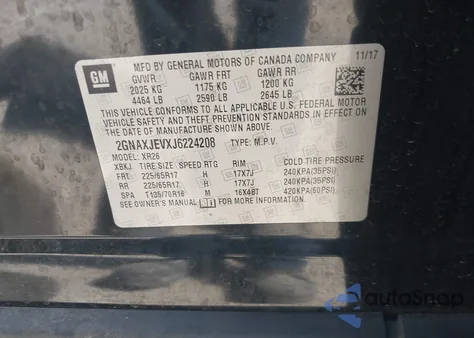 GM
MFD BY GENERAL MOTORS OF CANADA COMPANY 11/17
GVWR GAWR FRT GAWR RR
2025 KG 1175 KG 1200 KG
4464 LB 2590 LB 2645 LB
THIS VEHICLE CONFORMS TO ALL APPLICABLE U.S. FEDERAL MOTOR
VEHICLE SAFETY, BUMPER, AND THEFT PREVENTION STANDARDS IN
EFFECT ON THE DATE OF MANUFACTURE SHOWN ABOVE.
2GNAXJEVXJ6224208 TYPE: M.P.V.
MODEL: XR26
XBKJ TIRE SIZE SPEED RTG RIM COLD TIRE PRESSURE
FRT 225/65R17 H 17X7J 240KPA(35PSI)
RR 225/65R17 H 17X7J 240KPA(35PSI)
SPA T135/70R16 M 16X4BT 420KPA(60PSI)
SEE OWNER'S MANUAL FOR ADDITIONAL INFORMATION.
autoSnap